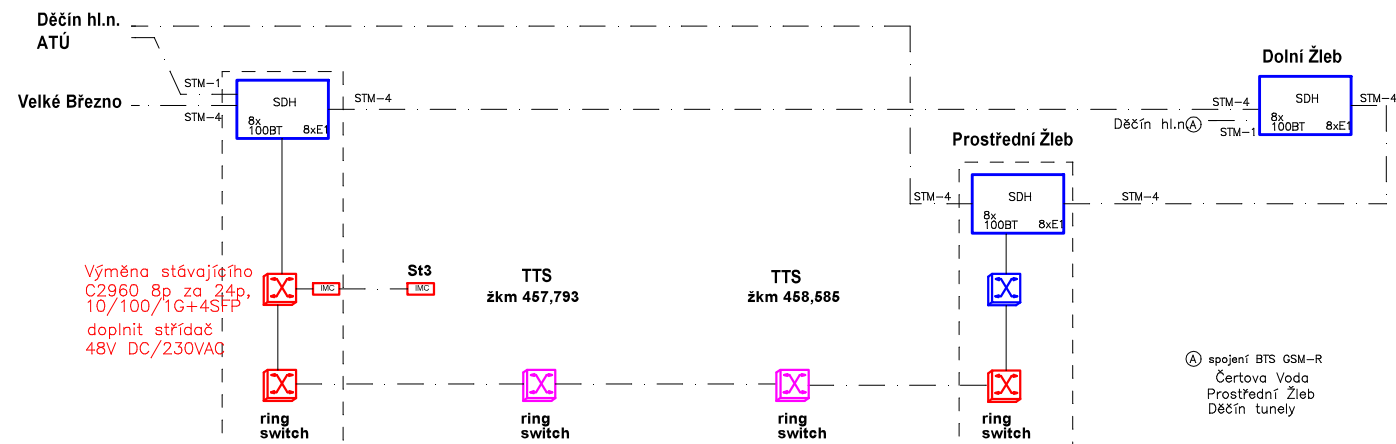 Děčín hl.n.
ATÚ
Velké Březno
STM-1
STM-4
SDH
8x
100BT
8xE1
STM-4
Dolní Žleb
STM-4
STM-4
SDH
8x
100BT
8xE1
Děčín hl.n. A
STM-1
Prostřední Žleb
STM-4
SDH
8x
100BT
8xE1
STM-4
Výměna stávajícího
C2960 8p za 24p,
10/100/1G+4SFP
doplnit střídač
48V DC/230VAC
IMC
St3
IMC
TTS
žkm 457,793
TTS
žkm 458,585
ring
switch
ring
switch
ring
switch
ring
switch
A spojení BTS GSM-R
Čertova Voda
Prostřední Žleb
Děčín tunely